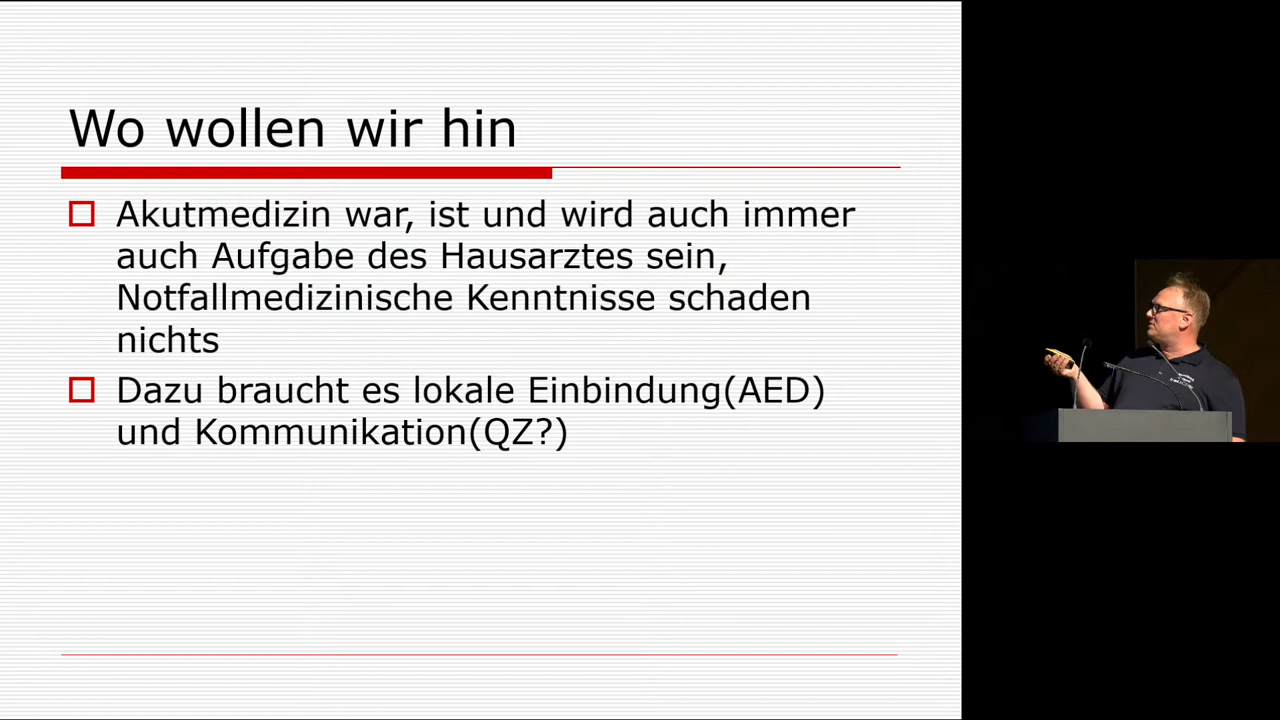 Wo wollen wir hin
Akutmedizin war, ist und wird auch immer
auch Aufgabe des Hausarztes sein,
Notfallmedizinische Kenntnisse schaden
nichts
Dazu braucht es lokale Einbindung(AED)
und Kommunikation(QZ?)